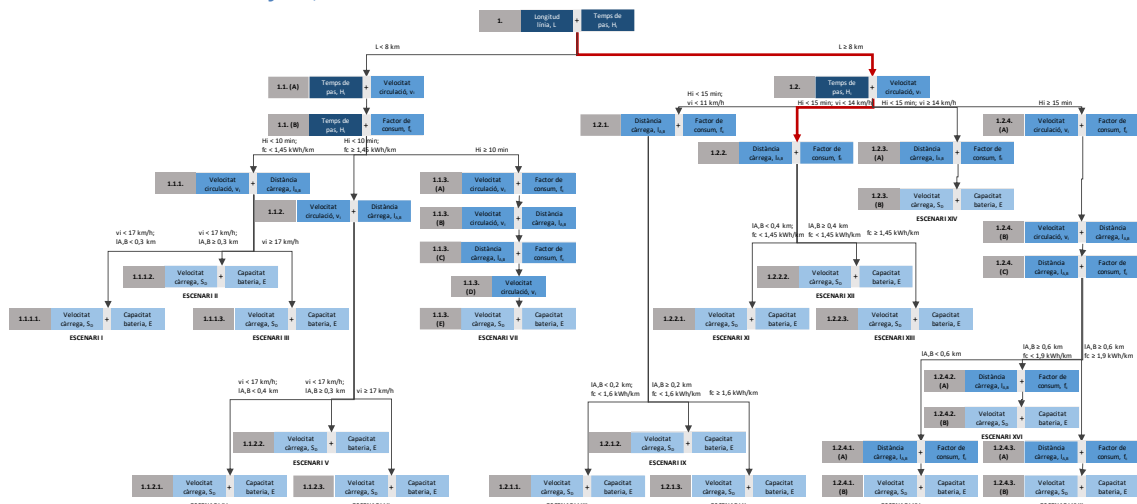 1.
Longitud
línia, L
+
Temps de
pas, Hᵢ
L < 8 km
L ≥ 8 km
1.1. (A)
Temps de
pas, Hᵢ
+
Velocitat
circulació, vᵢ
1.2.
Temps de
pas, Hᵢ
+
Velocitat
circulació, vᵢ
1.1. (B)
Temps de
pas, Hᵢ
+
Factor de
consum, fc
Hi < 15 min;
vi < 11 km/h
Hi < 15 min; vi < 14 km/h
Hi < 15 min; vi ≥ 14 km/h
Hi ≥ 15 min
1.2.1.
Distància
càrrega, lA,B
+
Factor de
consum, fc
1.2.4.
(A)
Velocitat
circulació, vᵢ
+
Factor de
consum, fc
Hi < 10 min;
fc < 1,45 kWh/km
Hi < 10 min;
fc ≥ 1,45 kWh/km
Hi ≥ 10 min
1.2.2.
Distància
càrrega, lA,B
+
Factor de
consum, fc
1.2.3.
(A)
Distància
càrrega, lA,B
+
Factor de
consum, fc
1.1.1.
Velocitat
circulació, vᵢ
+
Distància
càrrega, lA,B
1.1.3.
(A)
Velocitat
circulació, vᵢ
+
Factor de
consum, fc
1.2.3.
(B)
Velocitat
càrrega, SD
+
Capacitat
bateria, E
ESCENARI XIV
1.1.2.
Velocitat
circulació, vᵢ
+
Distància
càrrega, lA,B
1.1.3.
(B)
Velocitat
circulació, vᵢ
+
Distància
càrrega, lA,B
1.2.4.
(B)
Velocitat
circulació, vᵢ
+
Distància
càrrega, lA,B
vi < 17 km/h;
lA,B < 0,3 km
vi < 17 km/h;
lA,B ≥ 0,3 km
vi ≥ 17 km/h
1.1.3.
(C)
Distància
càrrega, lA,B
+
Factor de
consum, fc
lA,B < 0,4 km
fc < 1,45 kWh/km
lA,B ≥ 0,4 km
fc < 1,45 kWh/km
fc ≥ 1,45 kWh/km
1.2.4.
(C)
Distància
càrrega, lA,B
+
Factor de
consum, fc
1.1.1.2.
Velocitat
càrrega, SD
+
Capacitat
bateria, E
ESCENARI II
1.1.3.
(D)
Velocitat
circulació, vᵢ
1.2.2.2.
Velocitat
càrrega, SD
+
Capacitat
bateria, E
ESCENARI XII
1.1.1.1.
Velocitat
càrrega, SD
+
Capacitat
bateria, E
ESCENARI I
1.1.1.3.
Velocitat
càrrega, SD
+
Capacitat
bateria, E
ESCENARI III
1.1.3.
(E)
Velocitat
càrrega, SD
+
Capacitat
bateria, E
ESCENARI VII
1.2.2.1.
Velocitat
càrrega, SD
+
Capacitat
bateria, E
ESCENARI XI
1.2.2.3.
Velocitat
càrrega, SD
+
Capacitat
bateria, E
ESCENARI XIII
lA,B < 0,6 km
lA,B ≥ 0,6 km
fc < 1,9 kWh/km
lA,B ≥ 0,6 km
fc ≥ 1,9 kWh/km
1.2.4.2.
(A)
Distància
càrrega, lA,B
+
Factor de
consum, fc
vi < 17 km/h;
lA,B < 0,4 km
vi < 17 km/h;
lA,B ≥ 0,3 km
vi ≥ 17 km/h
lA,B < 0,2 km;
fc < 1,6 kWh/km
lA,B ≥ 0,2 km
fc < 1,6 kWh/km
fc ≥ 1,6 kWh/km
1.2.4.2.
(B)
Velocitat
càrrega, SD
+
Capacitat
bateria, E
ESCENARI XVI
1.1.2.2.
Velocitat
càrrega, SD
+
Capacitat
bateria, E
ESCENARI V
1.2.1.2.
Velocitat
càrrega, SD
+
Capacitat
bateria, E
ESCENARI IX
1.2.4.1.
(A)
Distància
càrrega, lA,B
+
Factor de
consum, fc
1.2.4.3.
(A)
Distància
càrrega, lA,B
+
Factor de
consum, fc
1.1.2.1.
Velocitat
càrrega, SD
+
Capacitat
bateria, E
1.1.2.3.
Velocitat
càrrega, SD
+
Capacitat
bateria, E
1.2.1.1.
Velocitat
càrrega, SD
+
Capacitat
bateria, E
1.2.1.3.
Velocitat
càrrega, SD
+
Capacitat
bateria, E
1.2.4.1.
(B)
Velocitat
càrrega, SD
+
Capacitat
bateria, E
1.2.4.3.
(B)
Velocitat
càrrega, SD
+
Capacitat
bateria, E